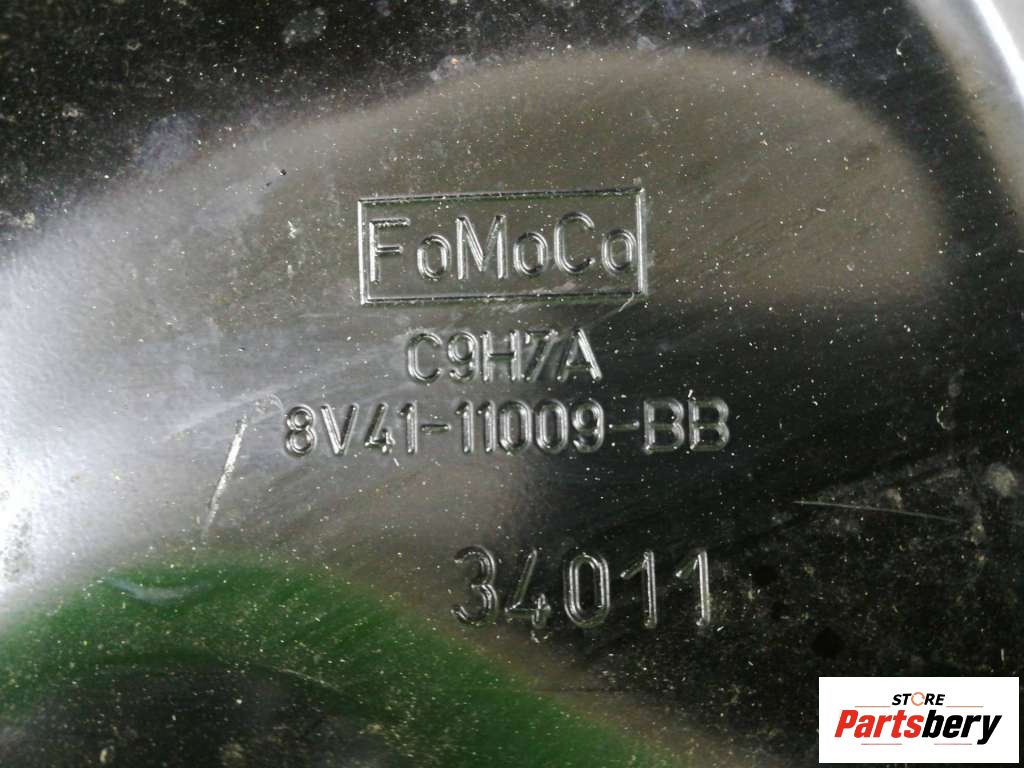 FoMoCo
C9H7A
8V41-11009-BB
34011
STORE
Partsbery